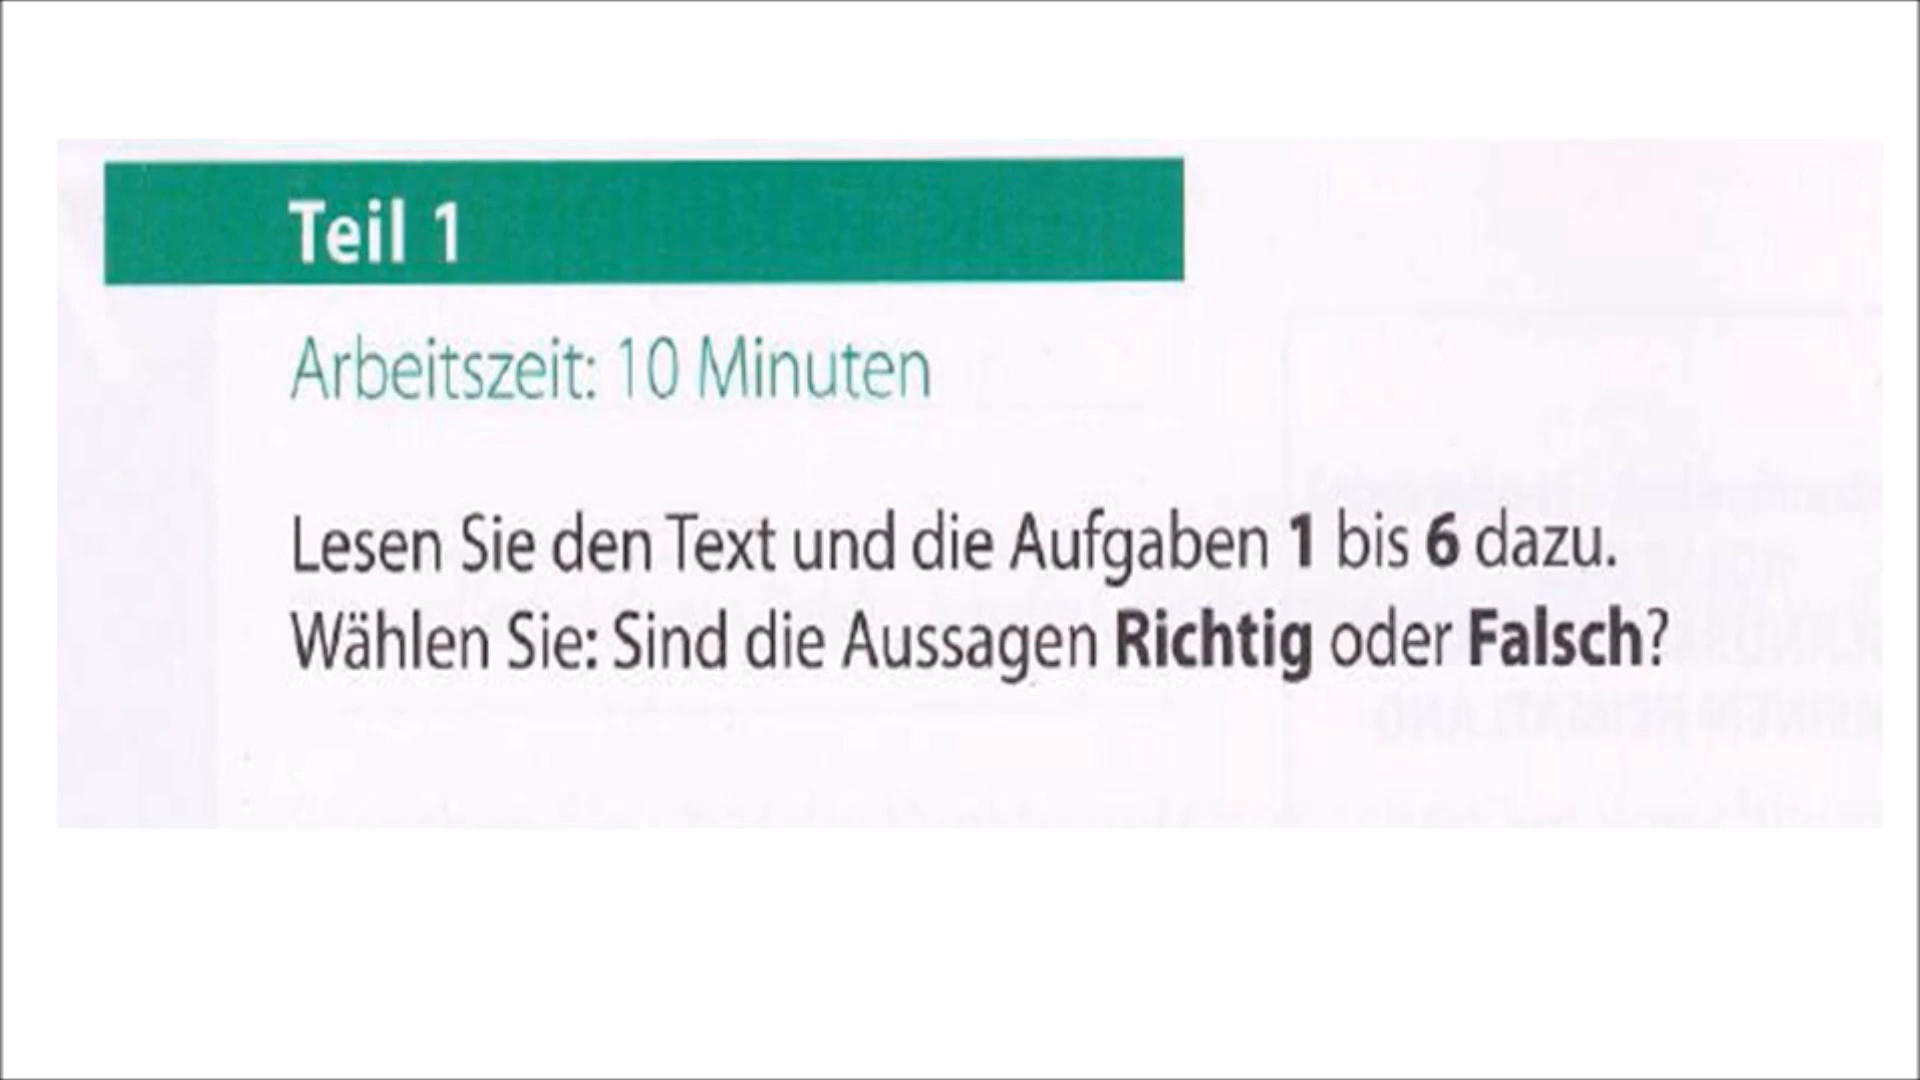 Teil 1
Arbeitszeit: 10 Minuten
Lesen Sie den Text und die Aufgaben 1 bis 6 dazu.
Wählen Sie: Sind die Aussagen Richtig oder Falsch?